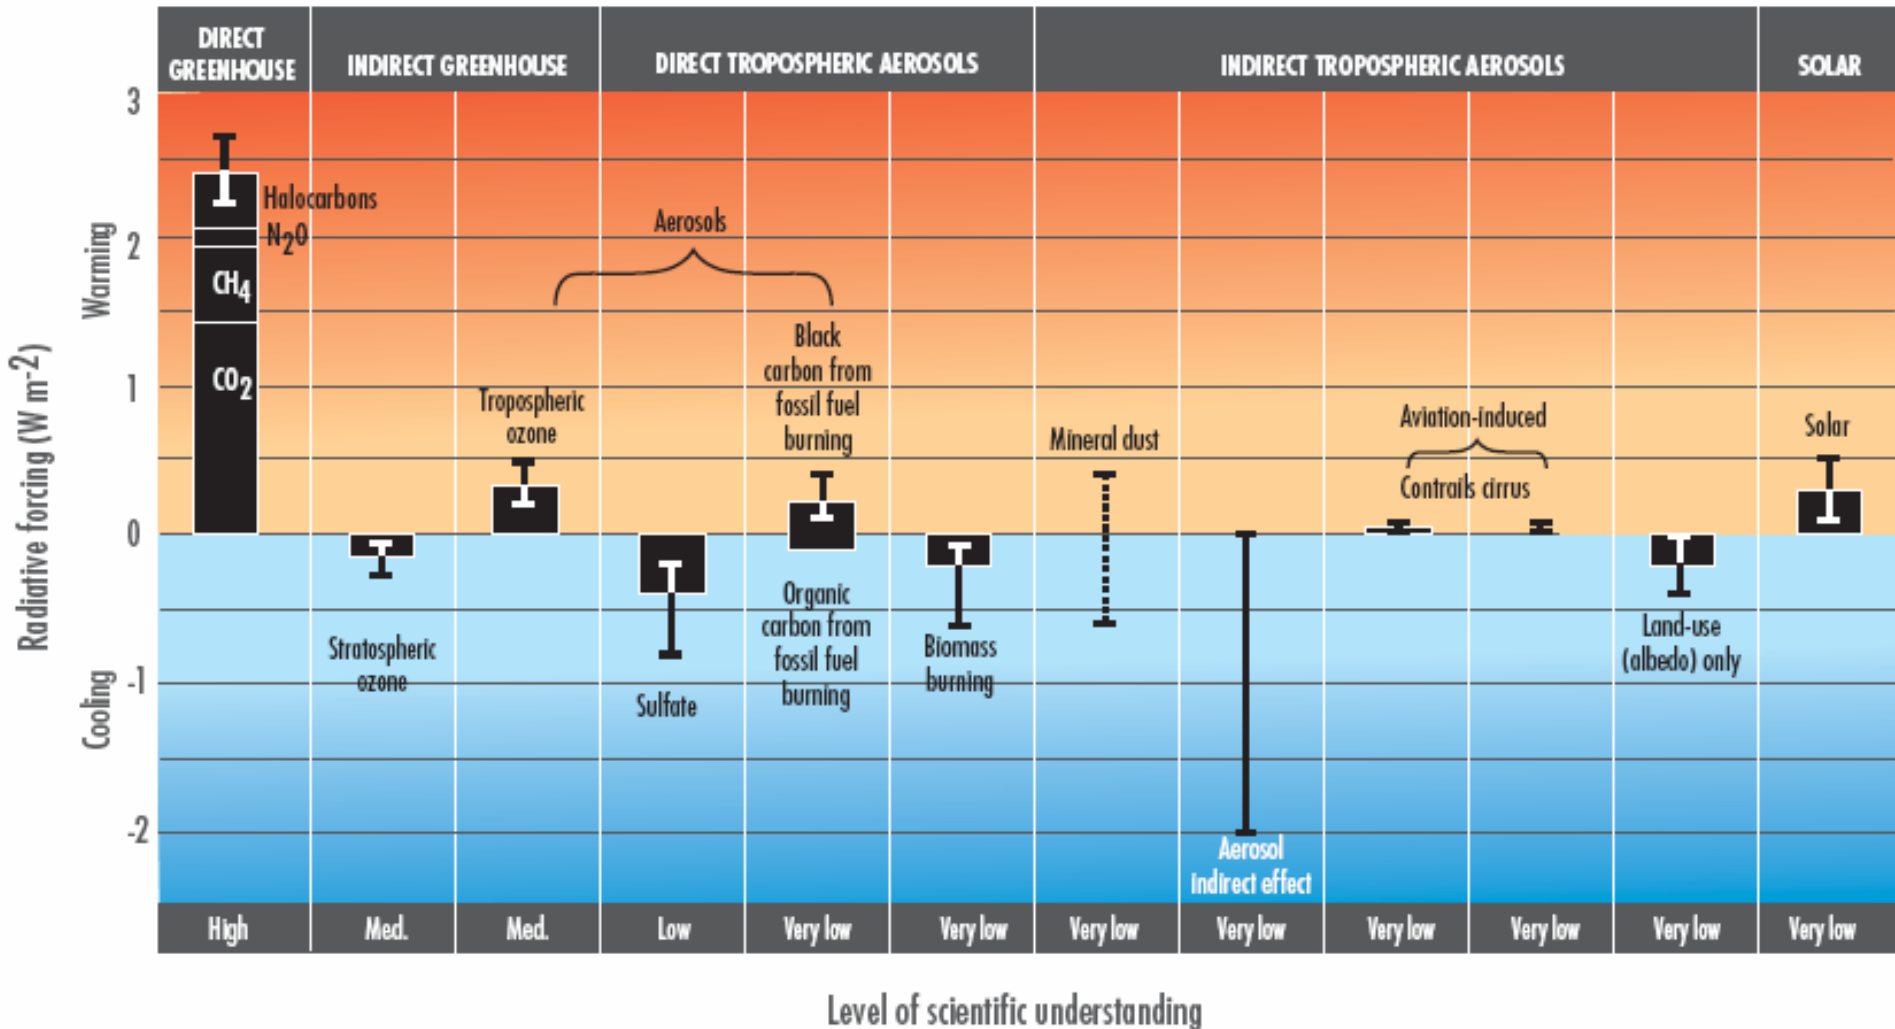 DIRECT
GREENHOUSE
INDIRECT GREENHOUSE
DIRECT TROPOSPHERIC AEROSOLS
INDIRECT TROPOSPHERIC AEROSOLS
SOLAR
Radiative forcing (W m-2)
Warming
Cooling
3
2
1
0
-1
-2
Halocarbons
N2O
CH4
CO2
Stratospheric
ozone
Aerosols
Tropospheric
ozone
Sulfate
Black
carbon from
fossil fuel
burning
Organic
carbon from
fossil fuel
burning
Biomass
burning
Mineral dust
Aerosol
indirect effect
Aviation-induced
Contrails cirrus
Land-use
(albedo) only
Solar
High
Med.
Med.
Low
Very low
Very low
Very low
Very low
Very low
Very low
Very low
Very low
Level of scientific understanding